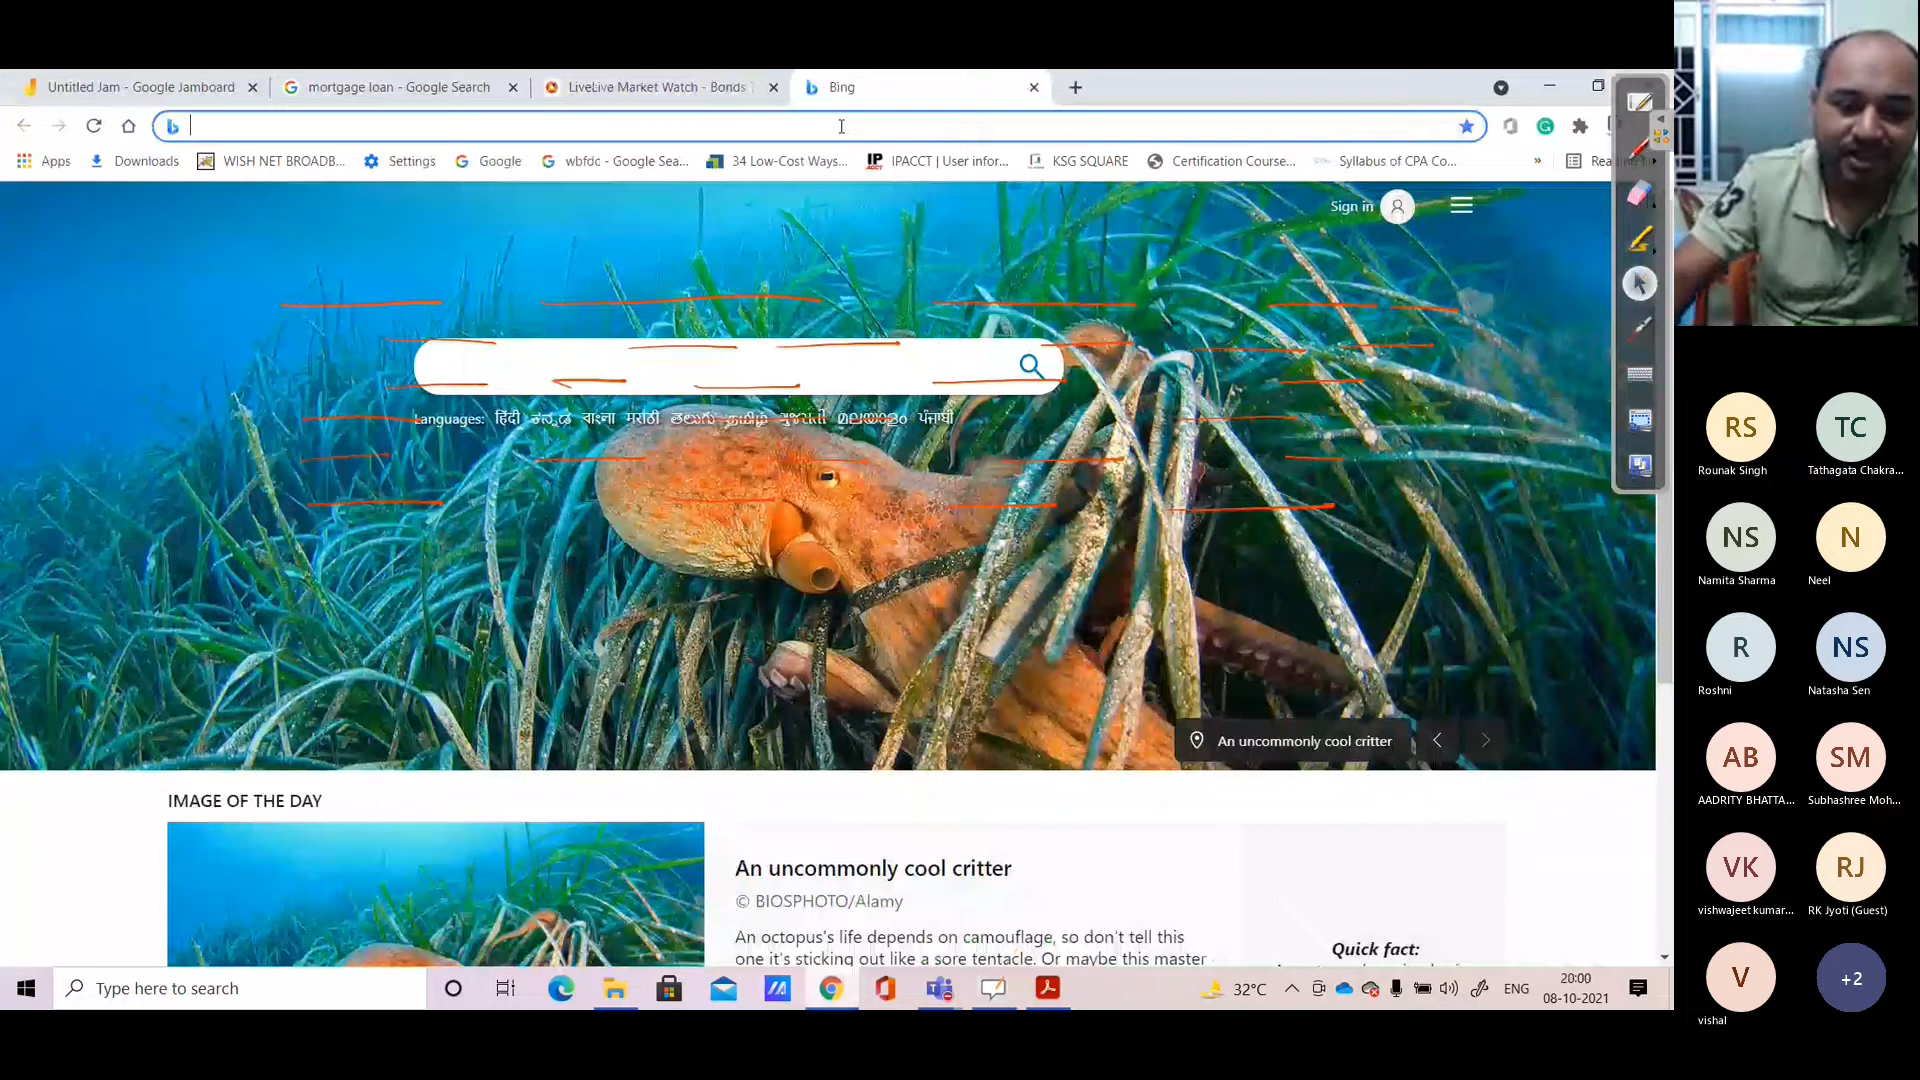 Untitled Jam - Google Jamboard
mortgage loan - Google Search
LiveLive Market Watch - Bonds T
Bing
Apps
Downloads
WISH NET BROADB...
Settings
Google
wbfdc - Google Sea...
34 Low-Cost Ways...
IPACCT | User infor...
KSG SQUARE
Certification Course...
Syllabus of CPA Co...
»
Sign in
Languages: हिंदी ಕನ್ನಡ বাংলা मराठी తెలుగు தமிழ் ગુજરાતી മലയാളം ਪੰਜਾਬੀ
An uncommonly cool critter
IMAGE OF THE DAY
An uncommonly cool critter
© BIOSPHOTO/Alamy
An octopus's life depends on camouflage, so don't tell this
one it's sticking out like a sore tentacle. Or maybe this master
Quick fact:
Type here to search
32°C
ENG
20:00
08-10-2021
RS
Rounak Singh
TC
Tathagata Chakra...
NS
Namita Sharma
N
Neel
R
Roshni
NS
Natasha Sen
AB
AADRITY BHATTA...
SM
Subhashree Moh...
VK
vishwajeet kumar...
RJ
RK Jyoti (Guest)
V
vishal
+2